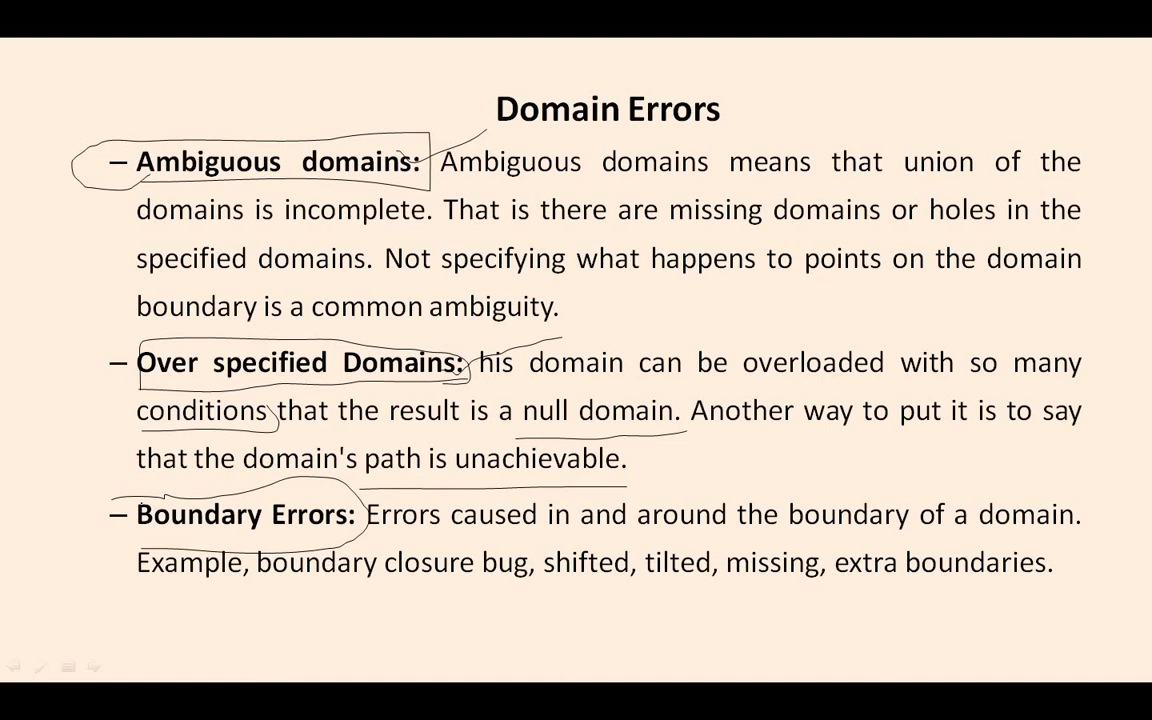 Domain Errors
– Ambiguous domains: Ambiguous domains means that union of the
domains is incomplete. That is there are missing domains or holes in the
specified domains. Not specifying what happens to points on the domain
boundary is a common ambiguity.
– Over specified Domains: his domain can be overloaded with so many
conditions that the result is a null domain. Another way to put it is to say
that the domain's path is unachievable.
– Boundary Errors: Errors caused in and around the boundary of a domain.
Example, boundary closure bug, shifted, tilted, missing, extra boundaries.